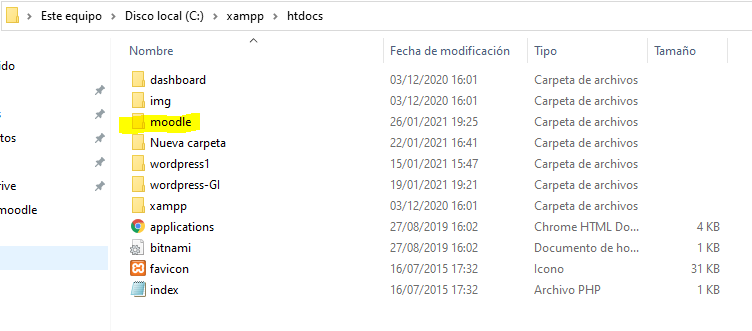 Este equipo > Disco local (C:) > xampp > htdocs
Nombre Fecha de modificación Tipo Tamaño
ido
dashboard 03/12/2020 16:01 Carpeta de archivos
img 03/12/2020 16:01 Carpeta de archivos
moodle 26/01/2021 19:25 Carpeta de archivos
tos Nueva carpeta 22/01/2021 16:41 Carpeta de archivos
wordpress1 15/01/2021 15:47 Carpeta de archivos
rive wordpress-GI 19/01/2021 19:21 Carpeta de archivos
moodle xampp 03/12/2020 16:01 Carpeta de archivos
applications 27/08/2019 16:02 Chrome HTML Do... 4 KB
bitnami 27/08/2019 16:02 Documento de ho... 1 KB
favicon 16/07/2015 17:32 Icono 31 KB
index 16/07/2015 17:32 Archivo PHP 1 KB